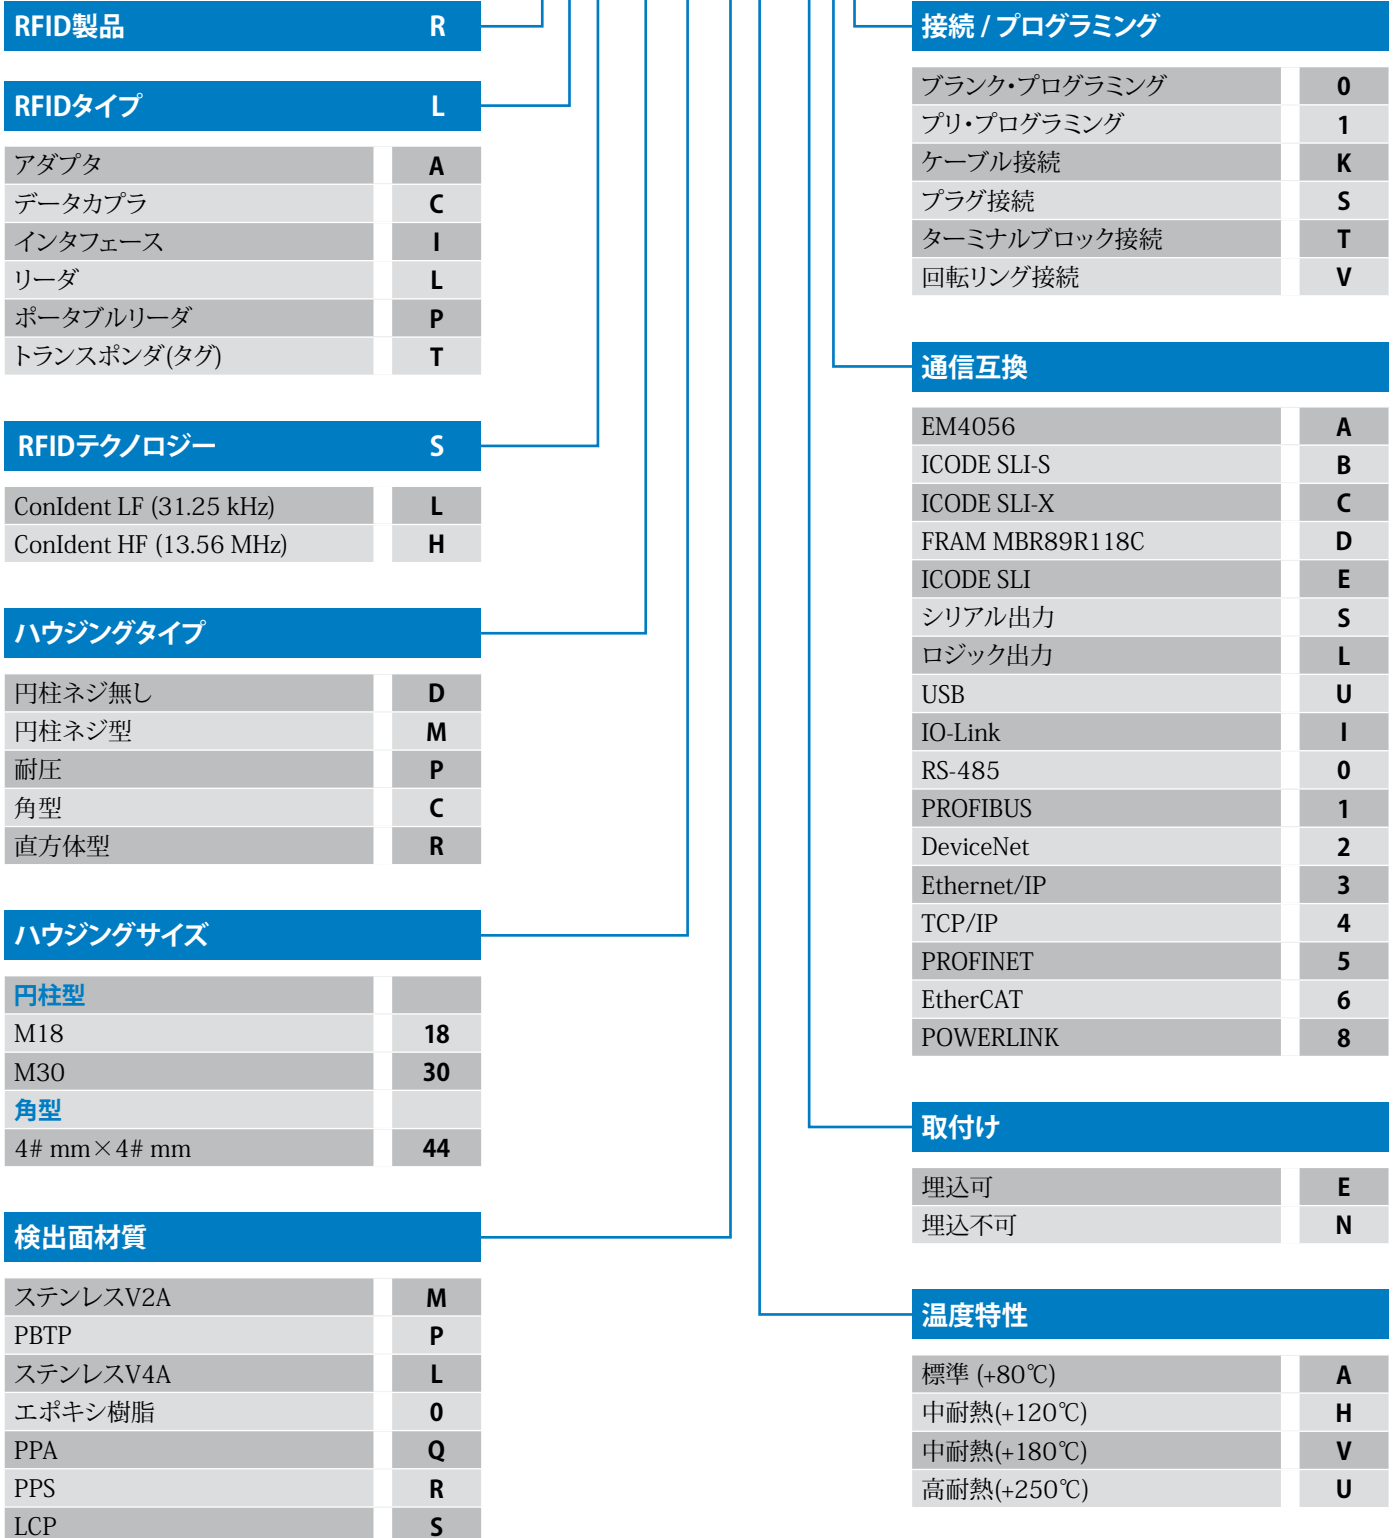 RFID製品 R
RFIDタイプ L
アダプタ A
データカプラ C
インタフェース I
リーダ L
ポータブルリーダ P
トランスポンダ(タグ) T
RFIDテクノロジー S
ConIdent LF (31.25 kHz) L
ConIdent HF (13.56 MHz) H
ハウジングタイプ
円柱ネジ無し D
円柱ネジ型 M
耐圧 P
角型 C
直方体型 R
ハウジングサイズ
円柱型
M18 18
M30 30
角型
4# mm×4# mm 44
検出面材質
ステンレスV2A M
PBTP P
ステンレスV4A L
エポキシ樹脂 0
PPA Q
PPS R
LCP S
接続 / プログラミング
ブランク・プログラミング 0
プリ・プログラミング 1
ケーブル接続 K
プラグ接続 S
ターミナルブロック接続 T
回転リング接続 V
通信互換
EM4056 A
ICODE SLI-S B
ICODE SLI-X C
FRAM MBR89R118C D
ICODE SLI E
シリアル出力 S
ロジック出力 L
USB U
IO-Link I
RS-485 0
PROFIBUS 1
DeviceNet 2
Ethernet/IP 3
TCP/IP 4
PROFINET 5
EtherCAT 6
POWERLINK 8
取付け
埋込可 E
埋込不可 N
温度特性
標準 (+80℃) A
中耐熱(+120℃) H
中耐熱(+180℃) V
高耐熱(+250℃) U